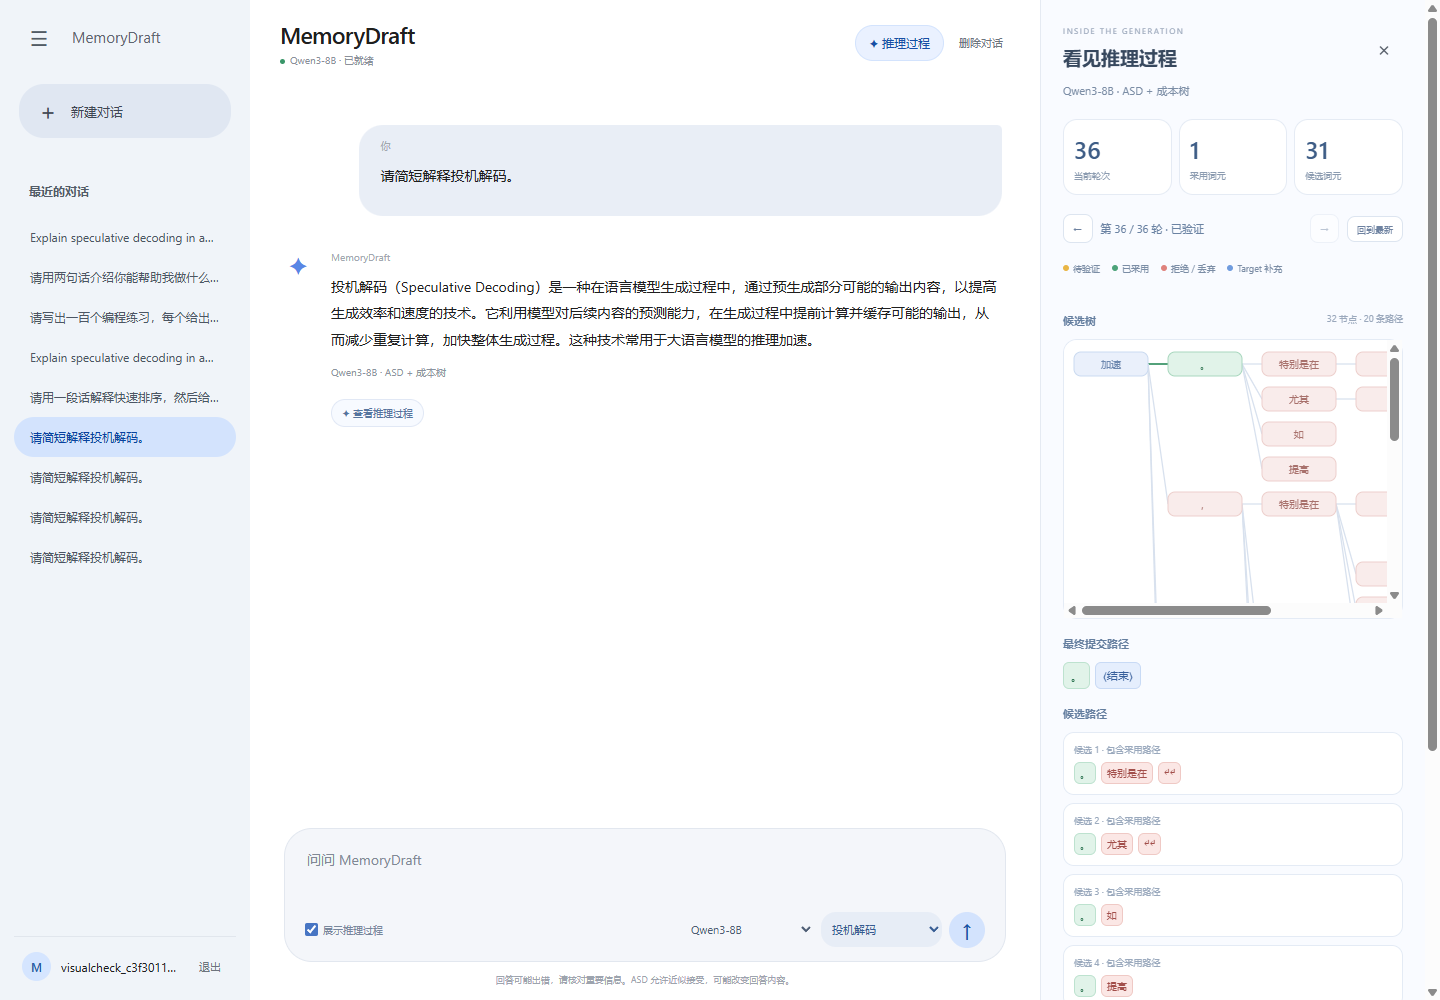 MemoryDraft
新建对话
最近的对话
Explain speculative decoding in a...
请用两句话介绍你能帮助我做什么...
请写出一百个编程练习，每个给出...
Explain speculative decoding in a...
请用一段话解释快速排序，然后给...
请简短解释投机解码。
请简短解释投机解码。
请简短解释投机解码。
请简短解释投机解码。
M
visualcheck_c3f3011...
退出
MemoryDraft
Qwen3-8B · 已就绪
✦ 推理过程
删除对话
你
请简短解释投机解码。
MemoryDraft
投机解码（Speculative Decoding）是一种在语言模型生成过程中，通过预生成部分可能的输出内容，以提高
生成效率和速度的技术。它利用模型对后续内容的预测能力，在生成过程中提前计算并缓存可能的输出，从
而减少重复计算，加快整体生成过程。这种技术常用于大语言模型的推理加速。
Qwen3-8B · ASD + 成本树
✦ 查看推理过程
问问 MemoryDraft
展示推理过程
Qwen3-8B
投机解码
↑
回答可能出错，请核对重要信息。ASD 允许近似接受，可能改变回答内容。
INSIDE THE GENERATION
看见推理过程
Qwen3-8B · ASD + 成本树
36
当前轮次
1
采用词元
31
候选词元
← 第 36 / 36 轮 · 已验证 →
回到最新
待验证
已采用
拒绝 / 丢弃
Target 补充
候选树
32 节点 · 20 条路径
加速
。
特别是在
尤其
如
提高
，
特别是在
最终提交路径
。
(结束)
候选路径
候选 1 · 包含采用路径
。 特别是在 ↵↵
候选 2 · 包含采用路径
。 尤其 ↵↵
候选 3 · 包含采用路径
。 如
候选 4 · 包含采用路径
。 提高